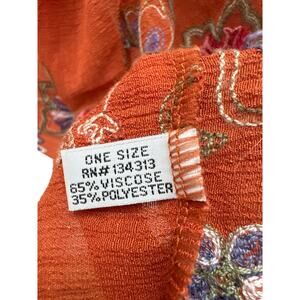 ONE SIZE
RN# 134313
65% VISCOSE
35% POLYESTER